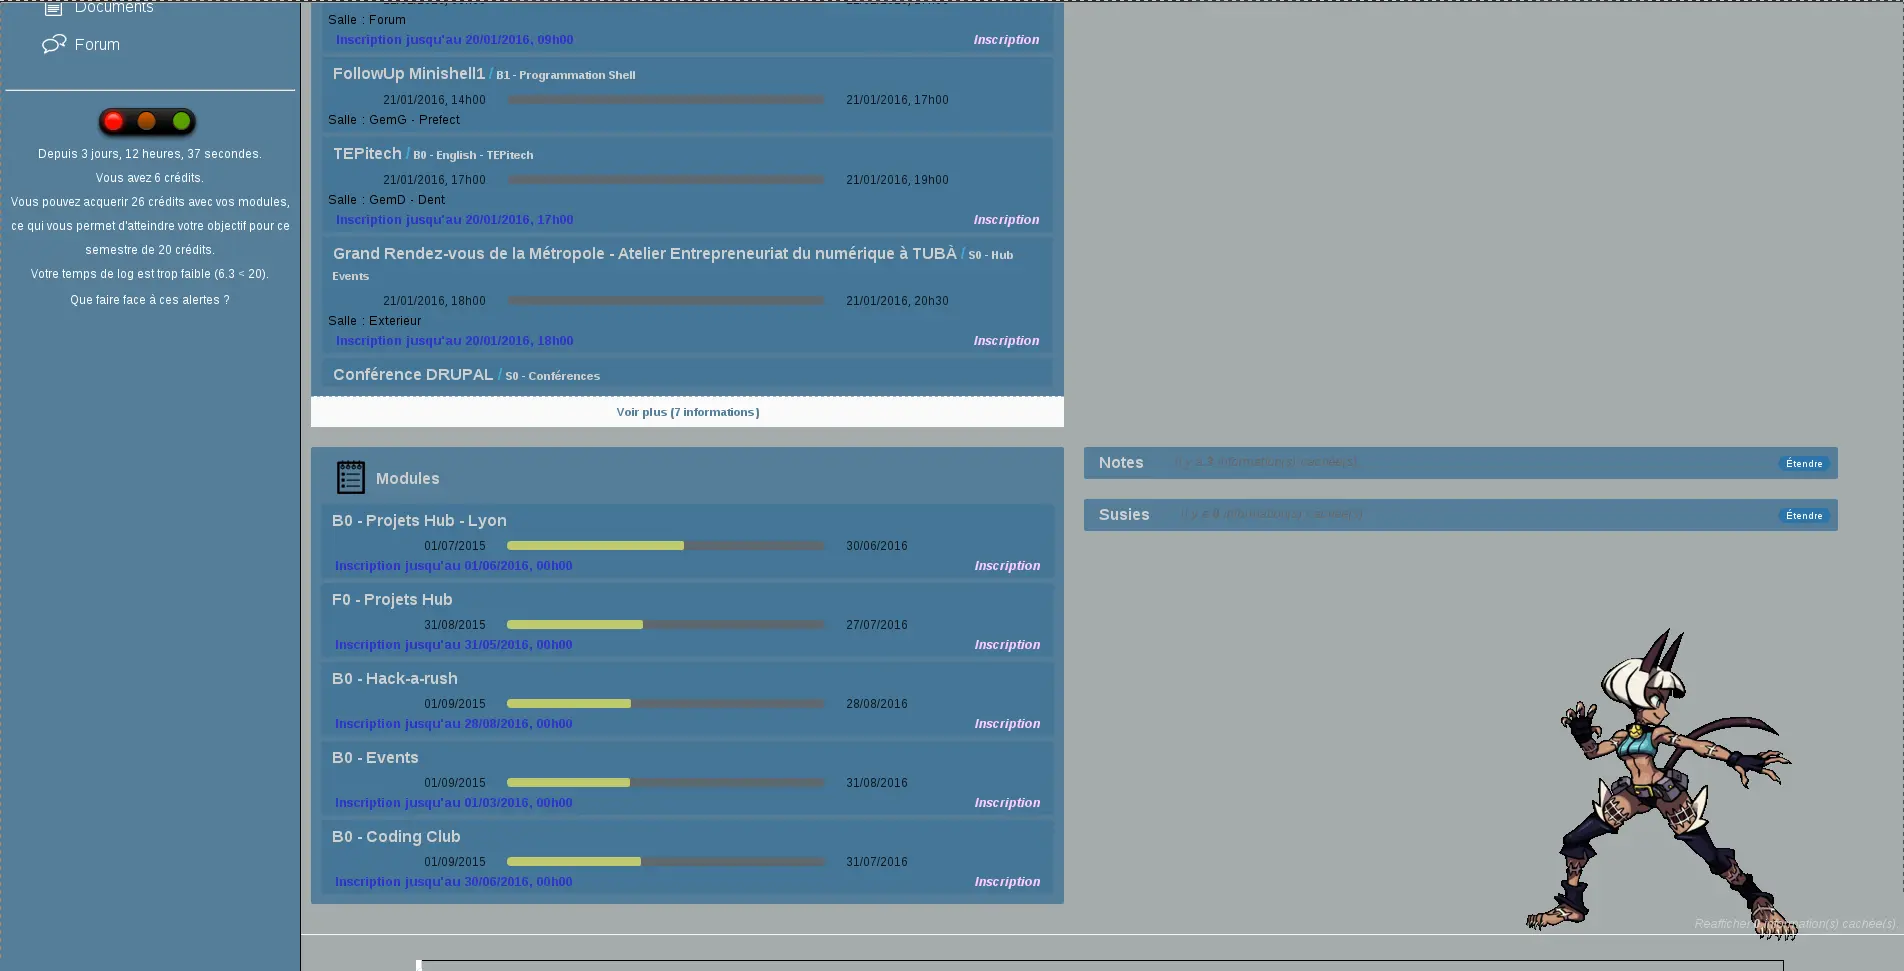 Documents
Forum
Depuis 3 jours, 12 heures, 37 secondes.
Vous avez 6 crédits.
Vous pouvez acquerir 26 crédits avec vos modules,
ce qui vous permet d'atteindre votre objectif pour ce
semestre de 20 crédits.
Votre temps de log est trop faible (6.3 < 20).
Que faire face à ces alertes ?
Salle : Forum
Inscription jusqu'au 20/01/2016, 09h00 Inscription
FollowUp Minishell1 / B1 - Programmation Shell
21/01/2016, 14h00 21/01/2016, 17h00
Salle : GemG - Prefect
TEPitech / B0 - English - TEPitech
21/01/2016, 17h00 21/01/2016, 19h00
Salle : GemD - Dent
Inscription jusqu'au 20/01/2016, 17h00 Inscription
Grand Rendez-vous de la Métropole - Atelier Entrepreneuriat du numérique à TUBÀ / S0 - Hub
Events
21/01/2016, 18h00 21/01/2016, 20h30
Salle : Exterieur
Inscription jusqu'au 20/01/2016, 18h00 Inscription
Conférence DRUPAL / S0 - Conférences
Voir plus (7 informations)
Modules
B0 - Projets Hub - Lyon
01/07/2015 30/06/2016
Inscription jusqu'au 01/06/2016, 00h00 Inscription
F0 - Projets Hub
31/08/2015 27/07/2016
Inscription jusqu'au 31/05/2016, 00h00 Inscription
B0 - Hack-a-rush
01/09/2015 28/08/2016
Inscription jusqu'au 28/08/2016, 00h00 Inscription
B0 - Events
01/09/2015 31/08/2016
Inscription jusqu'au 01/03/2016, 00h00 Inscription
B0 - Coding Club
01/09/2015 31/07/2016
Inscription jusqu'au 30/06/2016, 00h00 Inscription
Notes Il y a information(s) cachée(s) Étendre
Susies Il y a information(s) cachée(s) Étendre
Réafficher information(s) cachée(s).